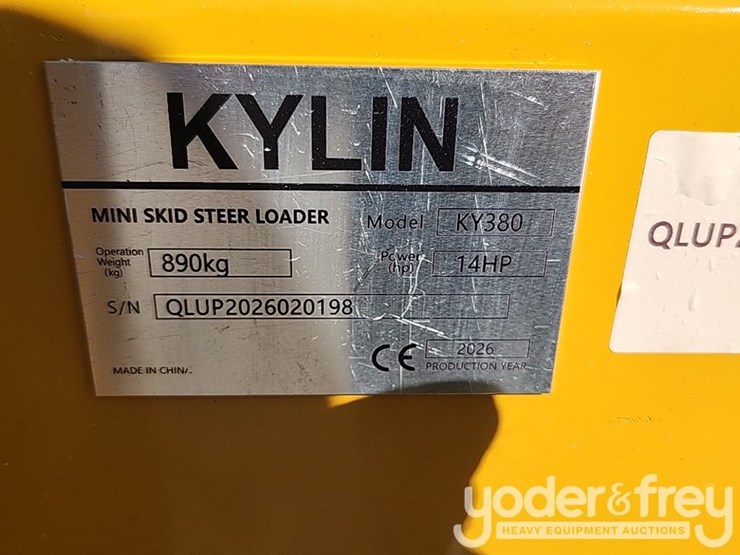 KYLIN
MINI SKID STEER LOADER Model KY380
Operation Weight (kg) 890kg Power (hp) 14HP
S/N QLUP2026020198
CE 2026
MADE IN CHINA PRODUCTION YEAR
QLUP2
yoder&frey
HEAVY EQUIPMENT AUCTIONS